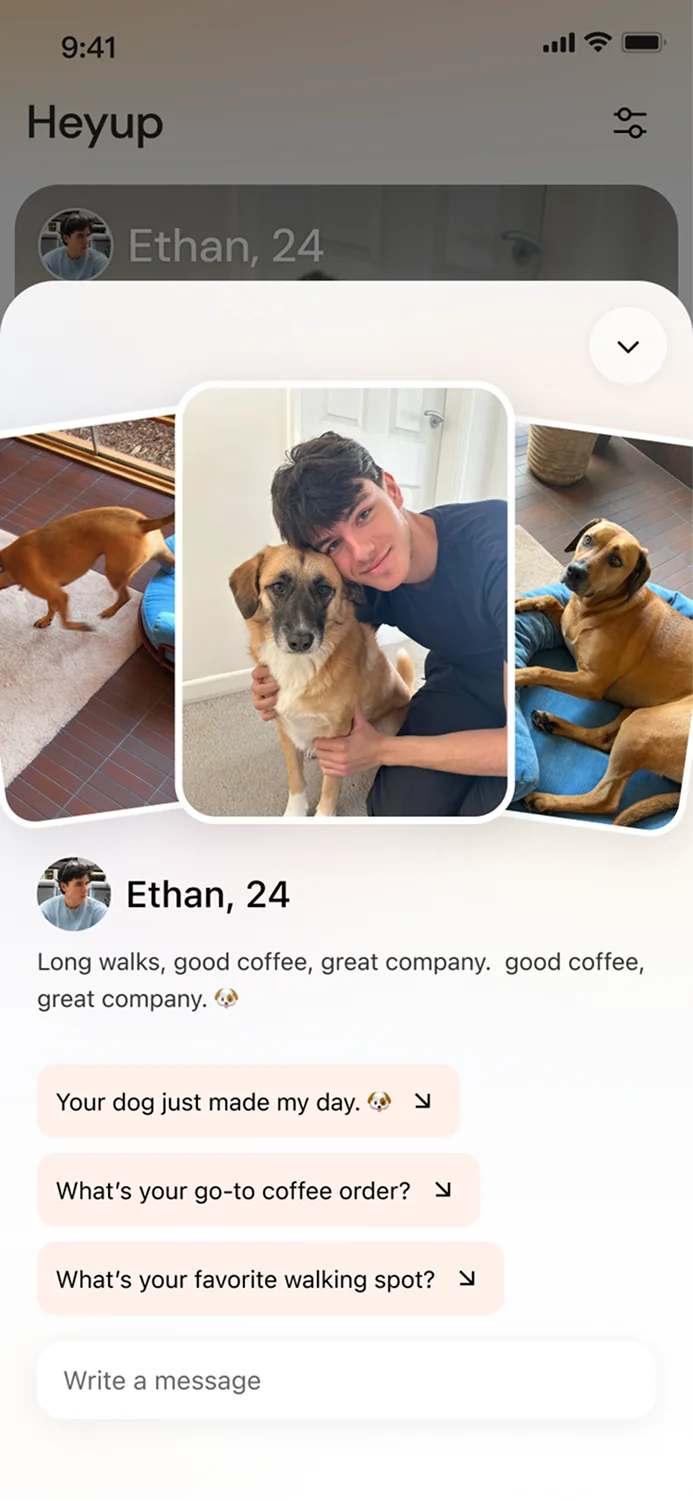 9:41
Heyup
Ethan, 24
Ethan, 24
Long walks, good coffee, great company.  good coffee,
great company. 🐶
Your dog just made my day. 🐶
What's your go-to coffee order?
What's your favorite walking spot?
Write a message